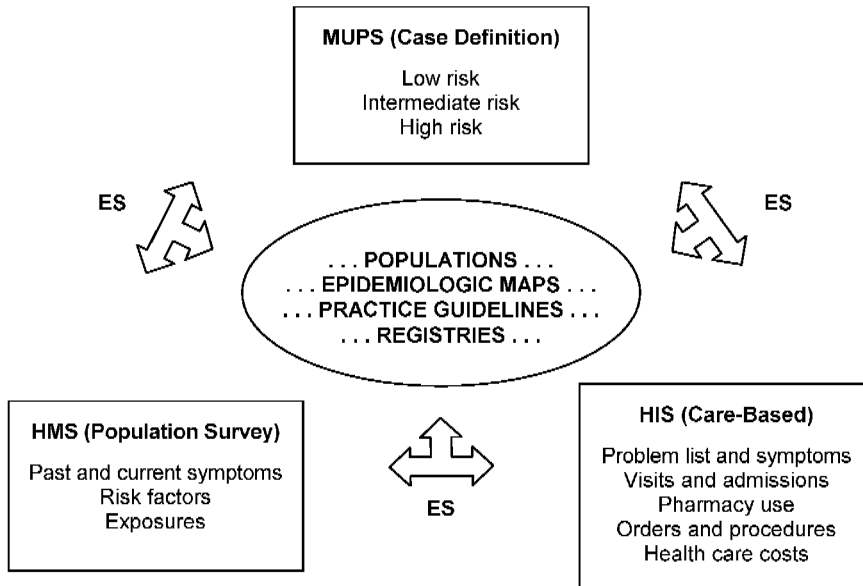 MUPS (Case Definition)
Low risk
Intermediate risk
High risk
ES
ES
. . . POPULATIONS . . .
. . . EPIDEMIOLOGIC MAPS . . .
. . . PRACTICE GUIDELINES . . .
. . . REGISTRIES . . .
HMS (Population Survey)
Past and current symptoms
Risk factors
Exposures
ES
HIS (Care-Based)
Problem list and symptoms
Visits and admissions
Pharmacy use
Orders and procedures
Health care costs